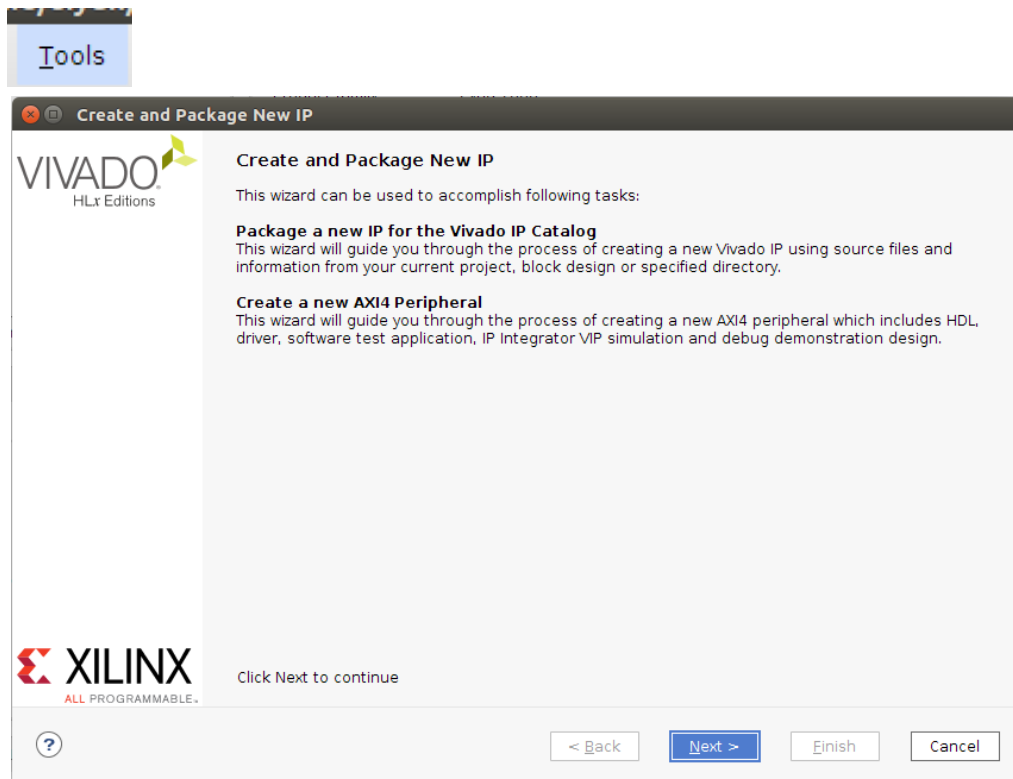 Tools
Create and Package New IP
VIVADO.
HLx Editions
Create and Package New IP
This wizard can be used to accomplish following tasks:
Package a new IP for the Vivado IP Catalog
This wizard will guide you through the process of creating a new Vivado IP using source files and
information from your current project, block design or specified directory.
Create a new AXI4 Peripheral
This wizard will guide you through the process of creating a new AXI4 peripheral which includes HDL,
driver, software test application, IP Integrator VIP simulation and debug demonstration design.
XILINX
ALL PROGRAMMABLE.
Click Next to continue
?
< Back
Next >
Finish
Cancel